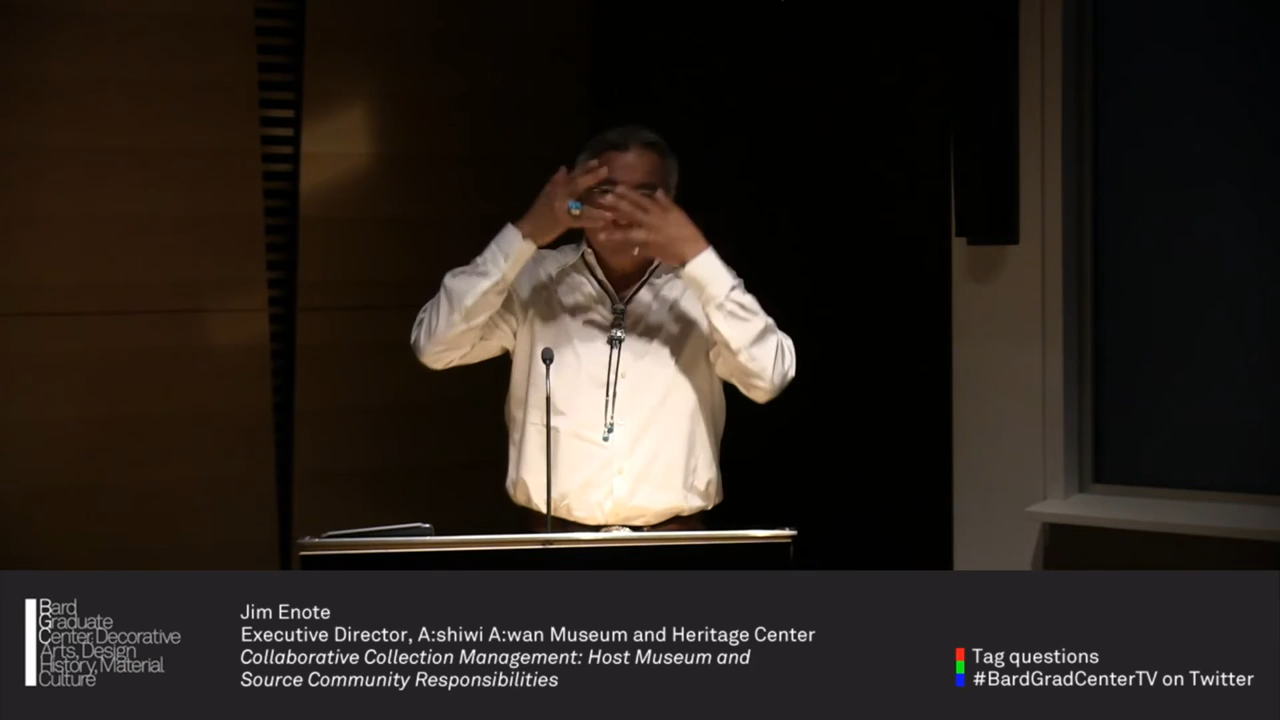 Bard
Graduate
Center Decorative
Arts, Design
History, Material
Culture
Jim Enote
Executive Director, A:shiwi A:wan Museum and Heritage Center
Collaborative Collection Management: Host Museum and
Source Community Responsibilities
Tag questions
#BardGradCenterTV on Twitter